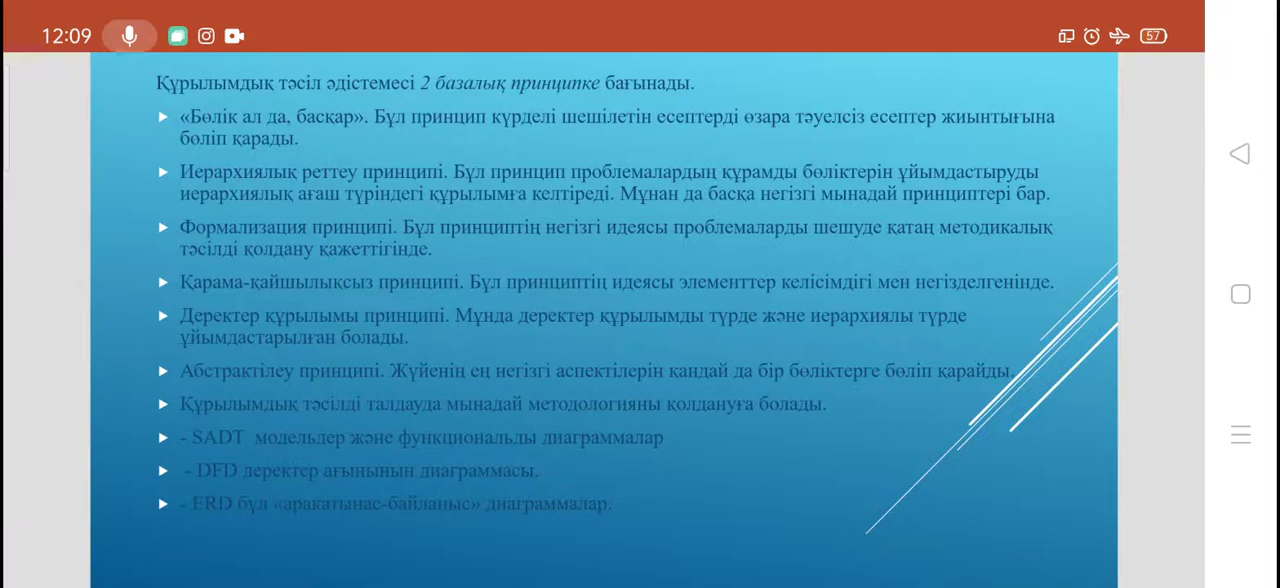 12:09
57
Құрылымдық тәсіл әдістемесі 2 базалық принципке бағынады.
«Бөлік ал да, басқар». Бұл принцип күрделі шешілетін есептерді өзара тәуелсіз есептер жиынтығына
бөліп қарады.
Иерархиялық реттеу принципі. Бұл принцип проблемалардың құрамды бөліктерін ұйымдастыруды
иерархиялық ағаш түріндегі құрылымға келтіреді. Мұнан да басқа негізгі мынадай принциптері бар.
Формализация принципі. Бұл принциптің негізгі идеясы проблемаларды шешуде қатаң методикалық
тәсілді қолдану қажеттігінде.
Қарама-қайшылықсыз принципі. Бұл принциптің идеясы элементтер келісімдігі мен негізделгенінде.
Деректер құрылымы принципі. Мұнда деректер құрылымды түрде және иерархиялы түрде
ұйымдастарылған болады.
Абстрактілеу принципі. Жүйенің ең негізгі аспектілерін қандай да бір бөліктерге бөліп қарайды.
Құрылымдық тәсілді талдауда мынадай методологияны қолдануға болады.
- SADT модельдер және функциональды диаграммалар
- DFD деректер ағынынын диаграммасы.
- ERD бұл «аракатынас-байланыс» диаграммалар.